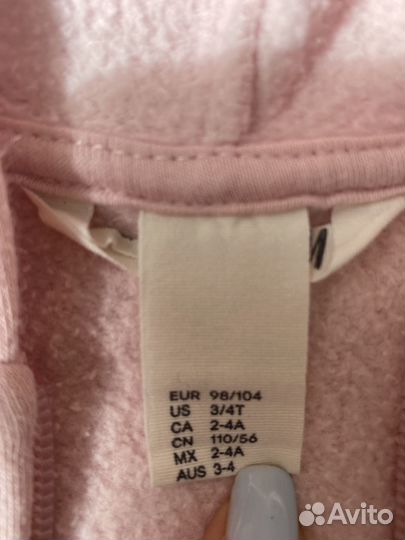 M
EUR 98/104
US 3/4T
CA 2-4A
CN 110/56
MX 2-4A
AUS 3-4
Avito